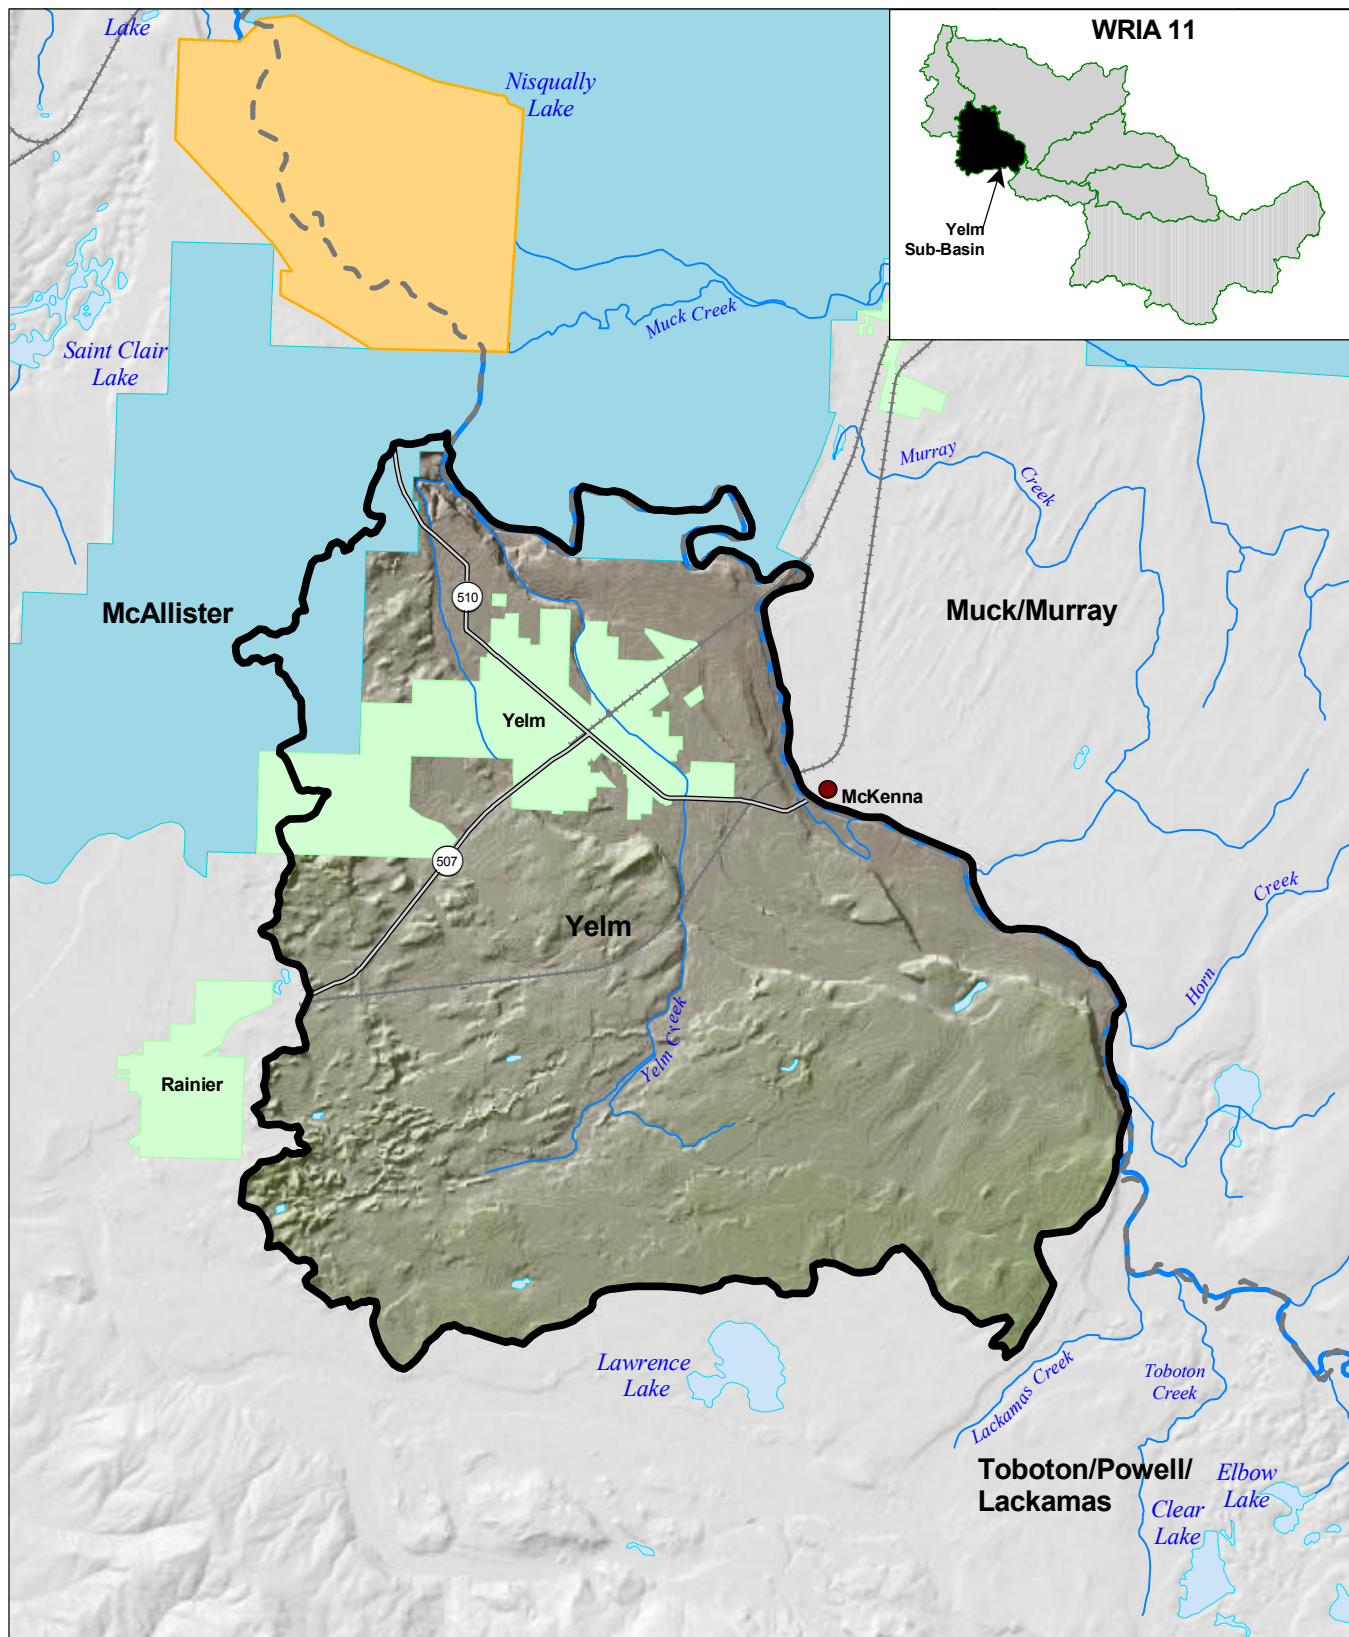 Lake
WRIA 11
Nisqually
Lake
Yelm
Sub-Basin
Muck Creek
Saint Clair
Lake
Murray
Creek
510
McAllister
Muck/Murray
Yelm
McKenna
507
Creek
Yelm
Horn
Yelm Creek
Rainier
Lawrence
Lake
Lackamas Creek
Toboton
Creek
Toboton/Powell/
Lackamas
Elbow
Lake
Clear
Lake